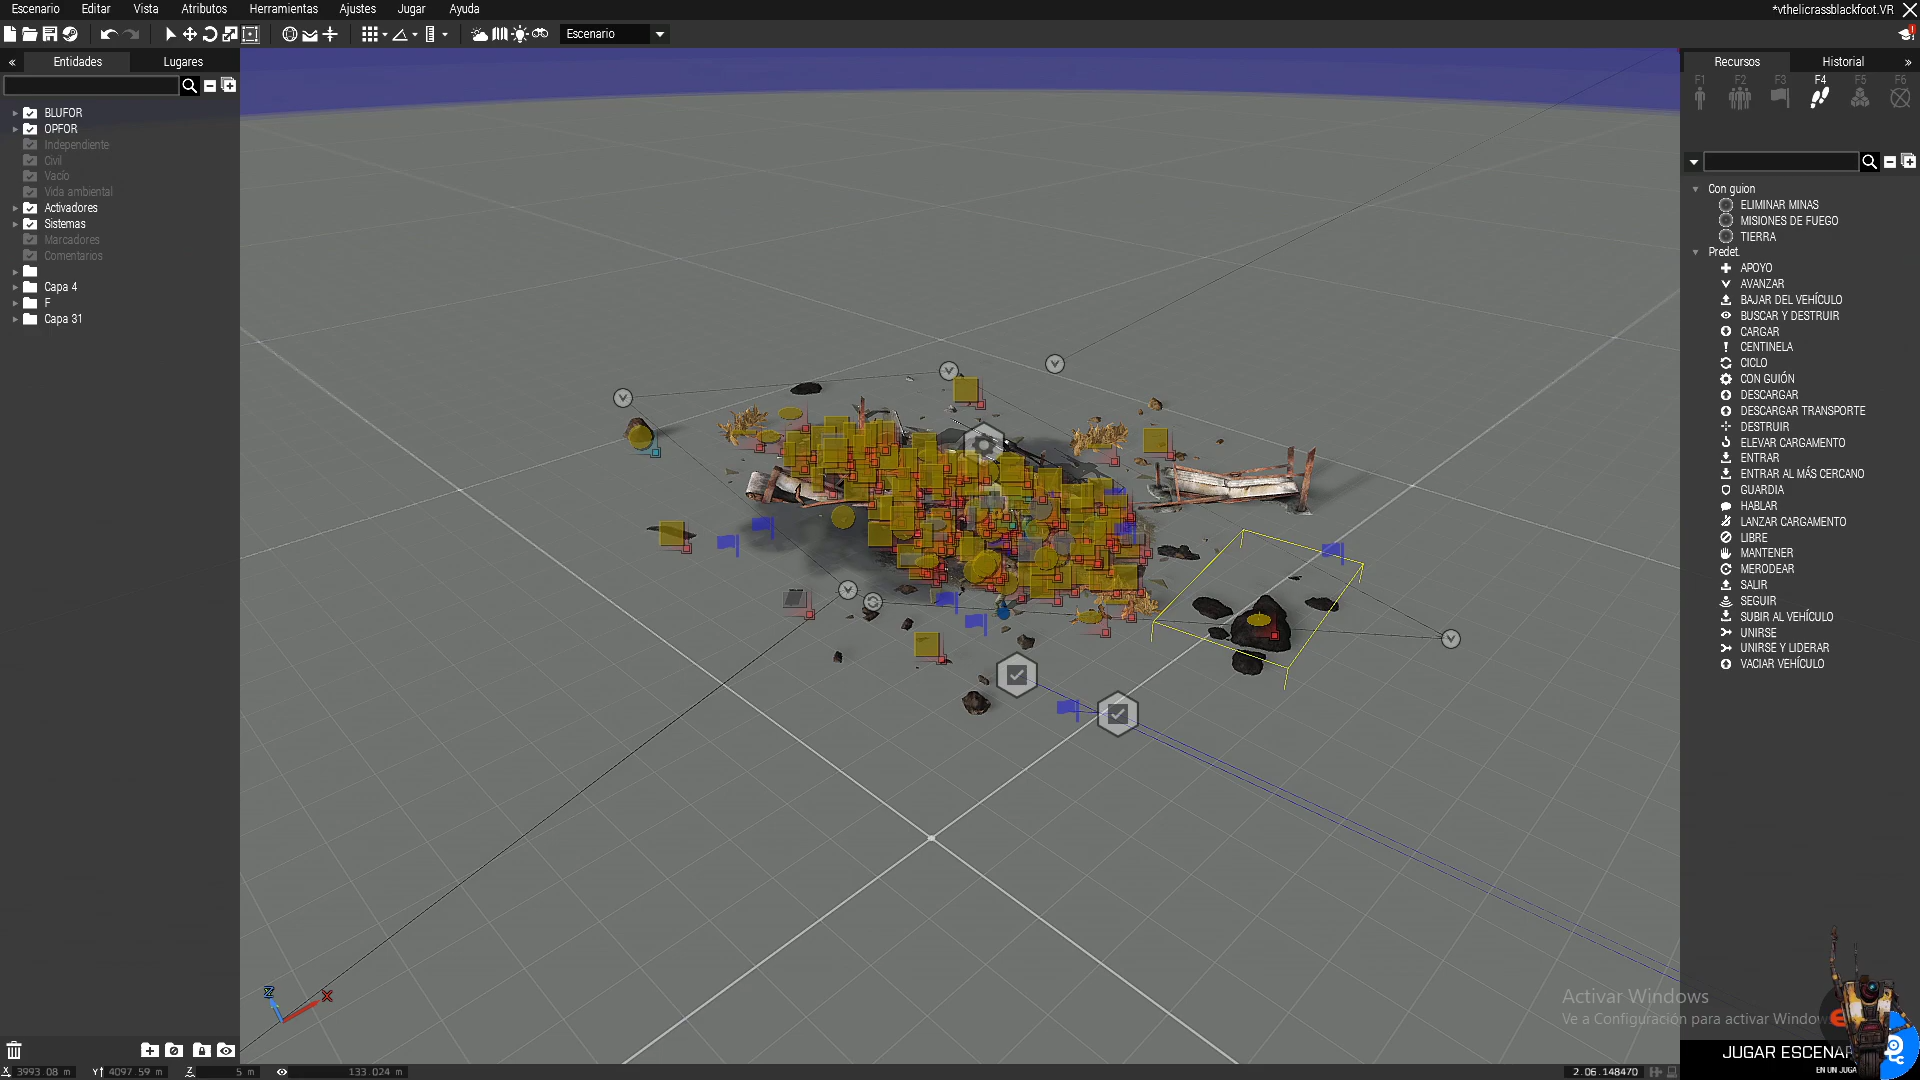 Escenario Editar Vista Atributos Herramientas Ajustes Jugar Ayuda
*vthelicrassblackfoot.VR
Escenario
Entidades Lugares
BLUFOR
OPFOR
Independiente
Civil
Vacío
Vida ambiental
Activadores
Sistemas
Marcadores
Comentarios
Capa 4
F
Capa 31
Recursos Historial
F1 F2 F3 F4 F5 F6
Con guion
ELIMINAR MINAS
MISIONES DE FUEGO
TIERRA
Predet.
APOYO
AVANZAR
BAJAR DEL VEHÍCULO
BUSCAR Y DESTRUIR
CARGAR
CENTINELA
CICLO
CON GUIÓN
DESCARGAR
DESCARGAR TRANSPORTE
DESTRUIR
ELEVAR CARGAMENTO
ENTRAR
ENTRAR AL MÁS CERCANO
GUARDIA
HABLAR
LANZAR CARGAMENTO
LIBRE
MANTENER
MERODEAR
SALIR
SEGUIR
SUBIR AL VEHÍCULO
UNIRSE
UNIRSE Y LIDERAR
VACIAR VEHÍCULO
Z X
Activar Windows
Ve a Configuración para activar Window
JUGAR ESCENAR
EN UN JUGA
X 3993.08 m Y 4097.59 m Z 5 m 133.024 m
2.06.148470